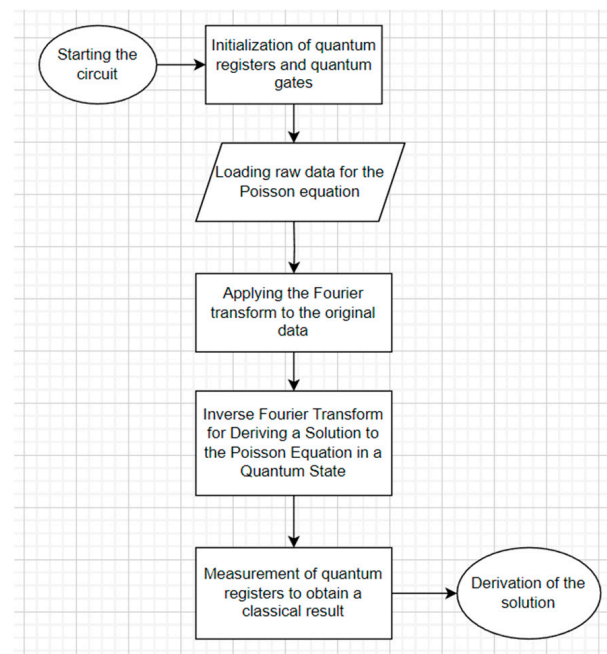 Starting the
circuit
Initialization of quantum
registers and quantum
gates
Loading raw data for the
Poisson equation
Applying the Fourier
transform to the original
data
Inverse Fourier Transform
for Deriving a Solution to
the Poisson Equation in a
Quantum State
Measurement of quantum
registers to obtain a
classical result
Derivation of the
solution